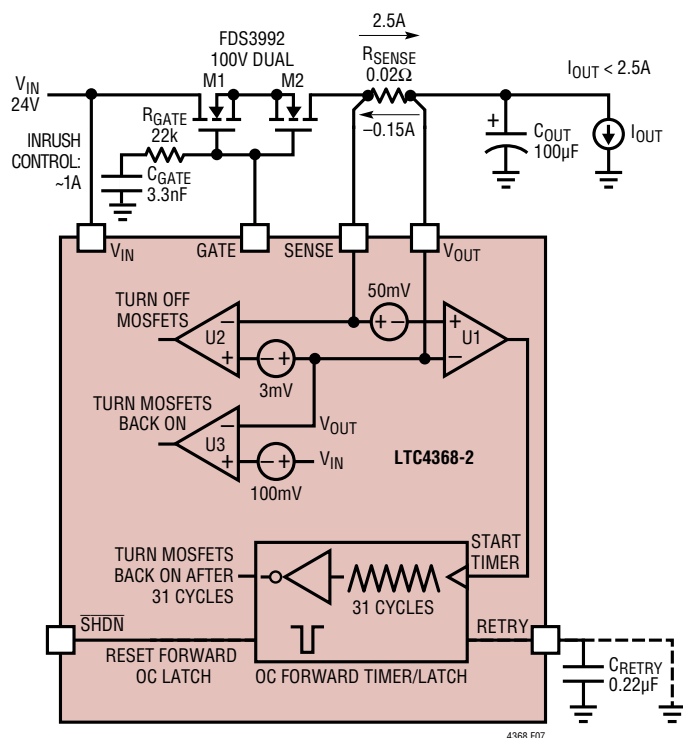 2.5A
FDS3992
100V DUAL
M1
M2
RSENSE
0.02Ω
IOUT < 2.5A
VIN
24V
RGATE
22k
–0.15A
+
COUT
100µF
IOUT
INRUSH
CONTROL:
~1A
CGATE
3.3nF
VIN
GATE
SENSE
VOUT
50mV
TURN OFF
MOSFETS
–
U2
+
+ –
+
U1
–
– +
3mV
TURN MOSFETS
BACK ON
–
U3
+
VOUT
– +
VIN
100mV
LTC4368-2
START
TIMER
TURN MOSFETS
BACK ON AFTER
31 CYCLES
31 CYCLES
SHDN
RETRY
RESET FORWARD
OC LATCH
OC FORWARD TIMER/LATCH
CRETRY
0.22µF
4368 F07